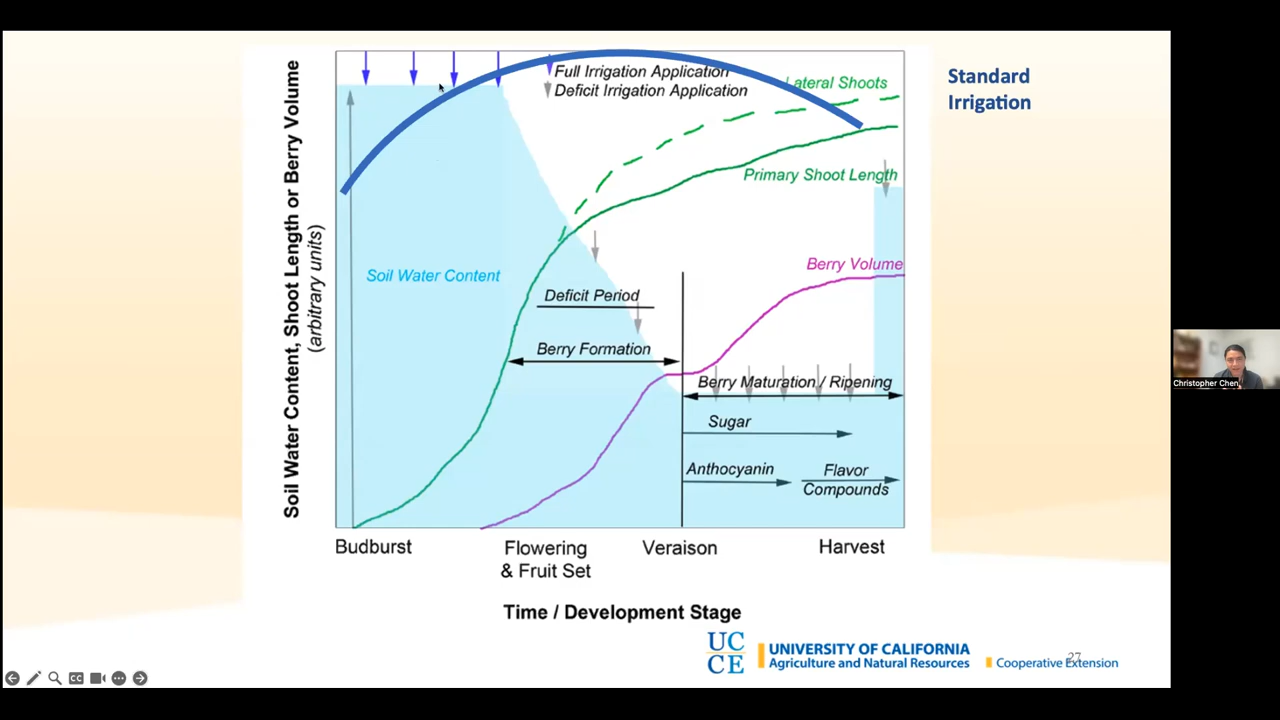 Standard
Irrigation
Soil Water Content, Shoot Length or Berry Volume
(arbitrary units)
Full Irrigation Application
Deficit Irrigation Application
Lateral Shoots
Primary Shoot Length
Soil Water Content
Berry Volume
Deficit Period
Berry Formation
Berry Maturation / Ripening
Sugar
Anthocyanin
Flavor
Compounds
Budburst
Flowering
& Fruit Set
Veraison
Harvest
Time / Development Stage
UC
CE
UNIVERSITY OF CALIFORNIA
Agriculture and Natural Resources
Cooperative Extension
27
Christopher Chen,
CC